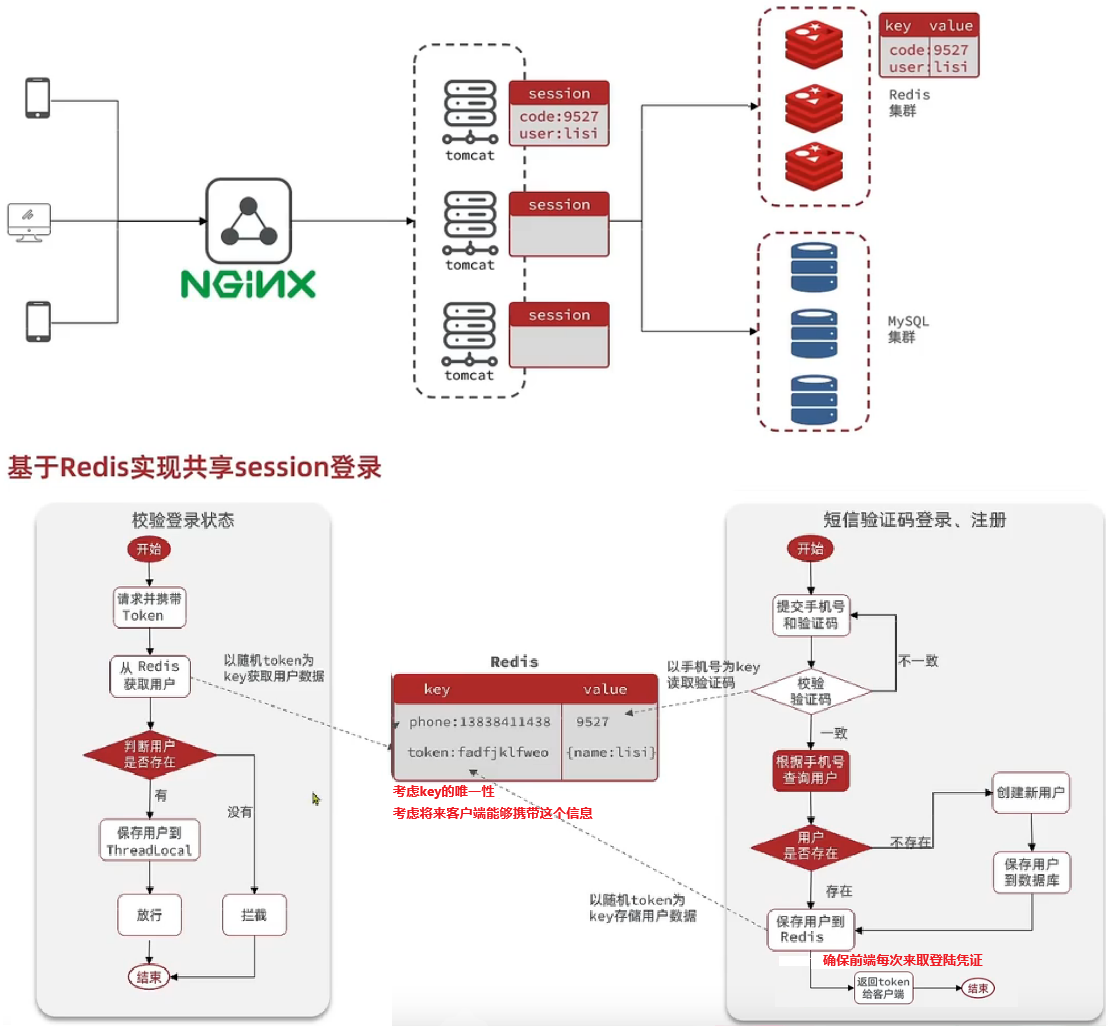 key value
code:9527
user:lisi
Redis
集群
session
code:9527
user:lisi
tomcat
session
tomcat
NGINX
session
tomcat
MySQL
集群
基于Redis实现共享session登录
校验登录状态
开始
请求并携带
Token
从 Redis
获取用户
以随机token为
key获取用户数据
判断用户
是否存在
有
没有
保存用户到
ThreadLocal
放行
拦截
结束
Redis
key value
phone:13838411438 9527
token:fadfjklfweo {name:lisi}
考虑key的唯一性
考虑将来客户端能够携带这个信息
以手机号为key
读取验证码
以随机token为
key存储用户数据
短信验证码登录、注册
开始
提交手机号
和验证码
不一致
校验
验证码
一致
根据手机号
查询用户
创建新用户
用户
是否存在
不存在
保存用户
到数据库
存在
保存用户到
Redis
确保前端每次来取登陆凭证
返回token
给客户端
结束